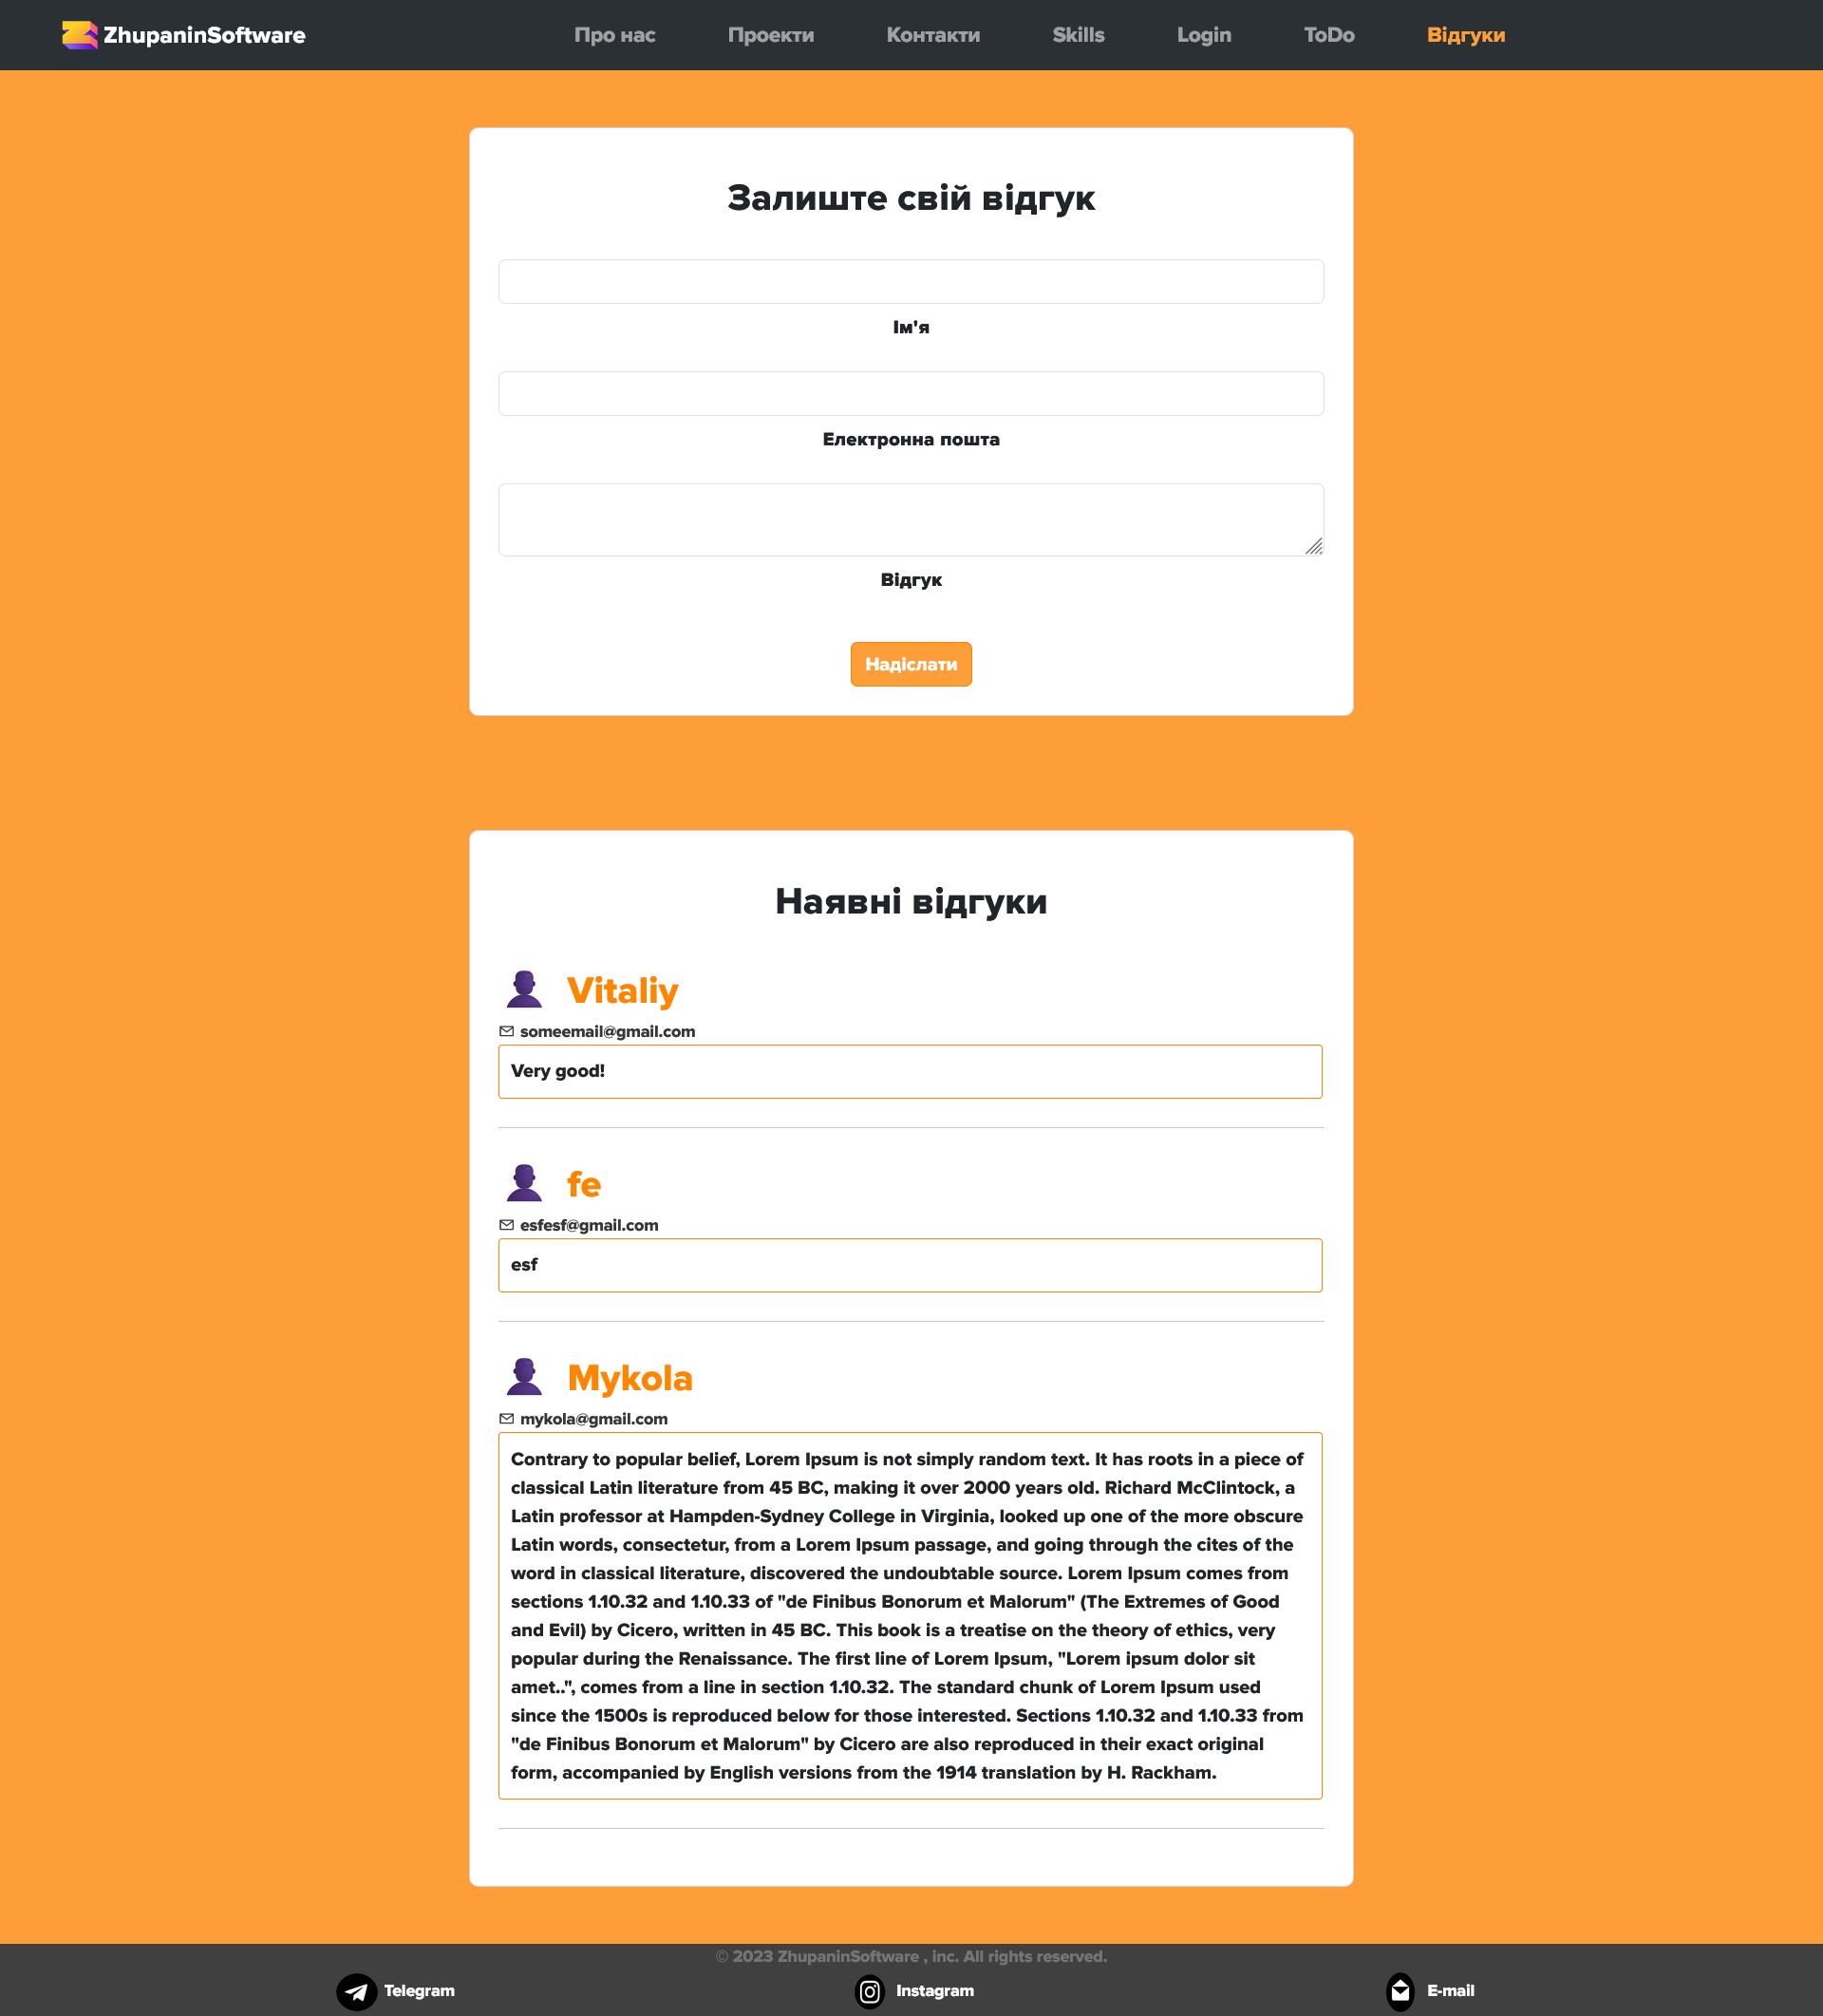 ZhupaninSoftware
Про нас
Проекти
Контакти
Skills
Login
ToDo
Відгуки
Залиште свій відгук
Ім'я
Електронна пошта
Відгук
Надіслати
Наявні відгуки
Vitaliy
someemail@gmail.com
Very good!
fe
esfesf@gmail.com
esf
Mykola
mykola@gmail.com
Contrary to popular belief, Lorem Ipsum is not simply random text. It has roots in a piece of
classical Latin literature from 45 BC, making it over 2000 years old. Richard McClintock, a
Latin professor at Hampden-Sydney College in Virginia, looked up one of the more obscure
Latin words, consectetur, from a Lorem Ipsum passage, and going through the cites of the
word in classical literature, discovered the undoubtable source. Lorem Ipsum comes from
sections 1.10.32 and 1.10.33 of "de Finibus Bonorum et Malorum" (The Extremes of Good
and Evil) by Cicero, written in 45 BC. This book is a treatise on the theory of ethics, very
popular during the Renaissance. The first line of Lorem Ipsum, "Lorem ipsum dolor sit
amet..", comes from a line in section 1.10.32. The standard chunk of Lorem Ipsum used
since the 1500s is reproduced below for those interested. Sections 1.10.32 and 1.10.33 from
"de Finibus Bonorum et Malorum" by Cicero are also reproduced in their exact original
form, accompanied by English versions from the 1914 translation by H. Rackham.
© 2023 ZhupaninSoftware , inc. All rights reserved.
Telegram
Instagram
E-mail